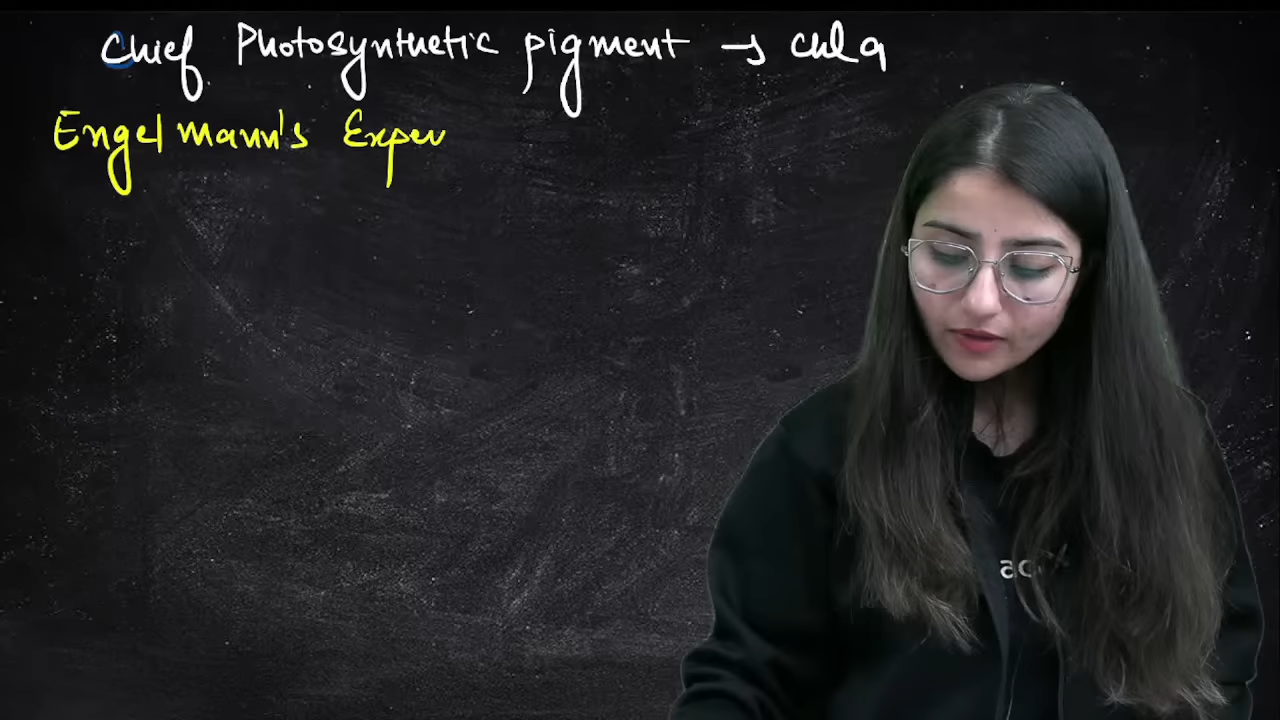 Chief Photosynthetic pigment → chl a
Engelmann's Exper